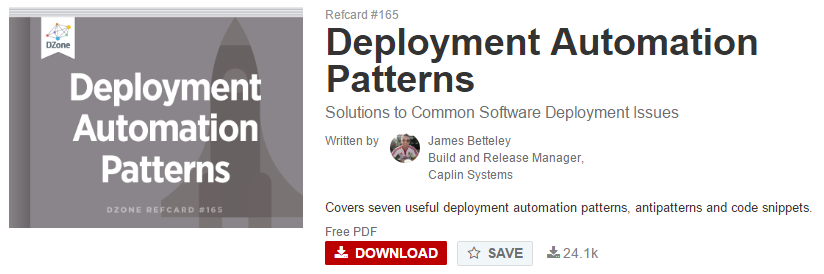 DZone
Deployment
Automation
Patterns
DZONE REFCARD #165
Refcard #165
Deployment Automation
Patterns
Solutions to Common Software Deployment Issues
Written by
James Betteley
Build and Release Manager,
Caplin Systems
Covers seven useful deployment automation patterns, antipatterns and code snippets.
Free PDF
DOWNLOAD
SAVE
24.1k